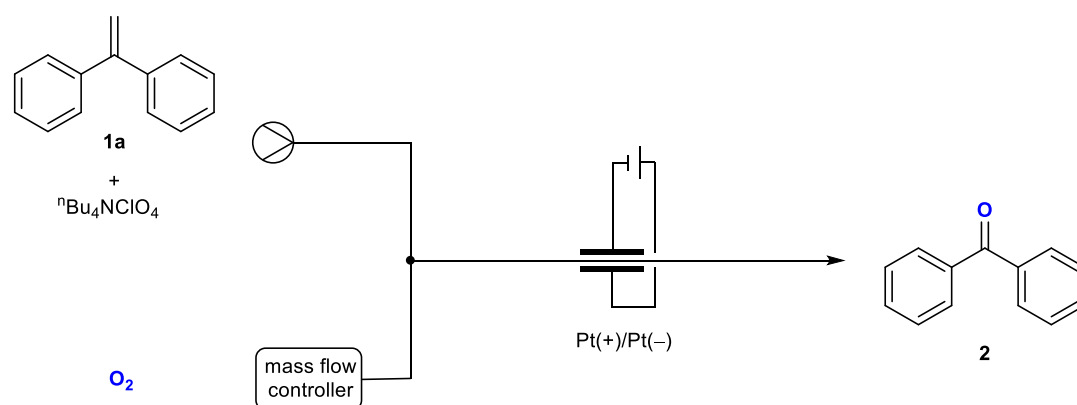 1a
+
ⁿBu₄NClO₄
O₂
mass flow
controller
Pt(+)/Pt(–)
O
2